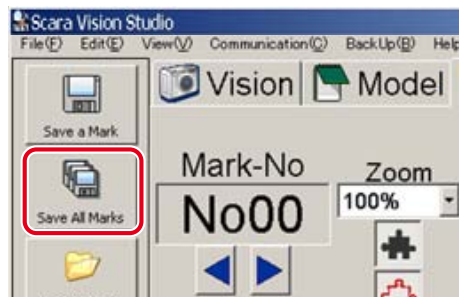 Scara Vision Studio
File(F) Edit(E) View(V) Communication(C) BackUp(B) Help
Vision Model
Save a Mark
Mark-No Zoom
Save All Marks
No00 100%